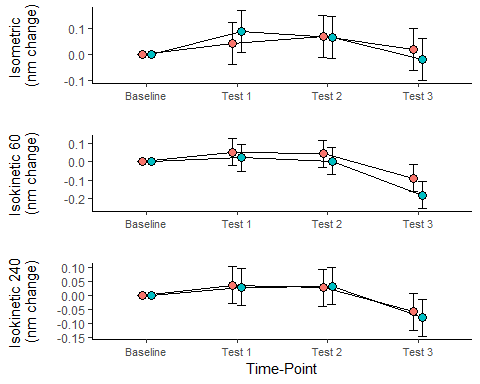 Isometric
(nm change)
0.1
0.0
-0.1
Baseline Test 1 Test 2 Test 3
Isokinetic 60
(nm change)
0.1
0.0
-0.1
-0.2
Baseline Test 1 Test 2 Test 3
Isokinetic 240
(nm change)
0.10
0.05
0.00
-0.05
-0.10
-0.15
Baseline Test 1 Test 2 Test 3
Time-Point